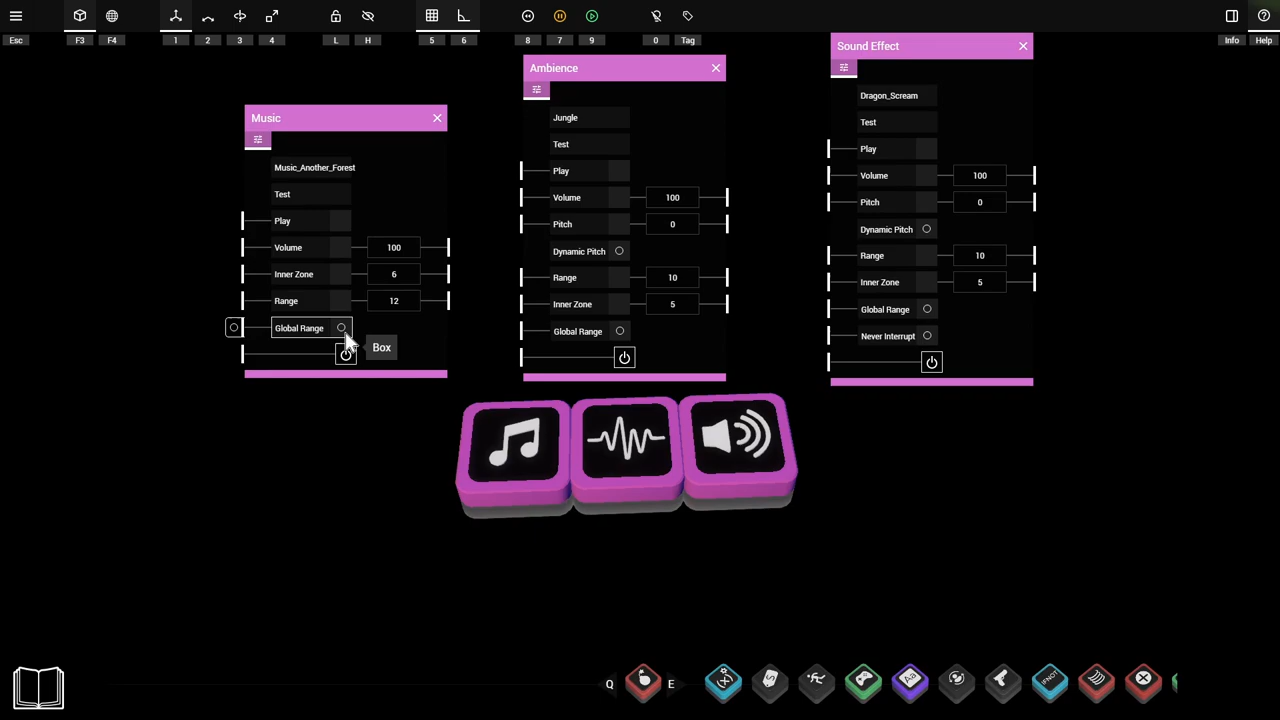 Esc
F3
F4
1
2
3
4
L
H
5
6
8
7
9
0
Tag
Info
Help
Music
Music_Another_Forest
Test
Play
Volume
100
Inner Zone
6
Range
12
Global Range
Box
Ambience
Jungle
Test
Play
Volume
100
Pitch
0
Dynamic Pitch
Range
10
Inner Zone
5
Global Range
Sound Effect
Dragon_Scream
Test
Play
Volume
100
Pitch
0
Dynamic Pitch
Range
10
Inner Zone
5
Global Range
Never Interrupt
Q
E
(x)
Aa
IFNOT